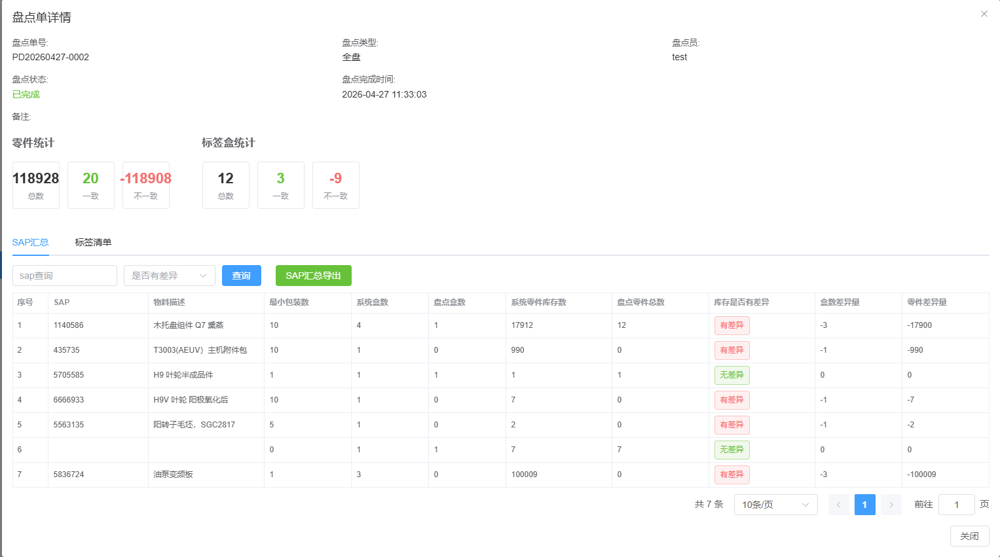 盘点单详情
盘点单号: 盘点类型: 盘点员:
PD20260427-0002 全盘 test
盘点状态: 盘点完成时间:
已完成 2026-04-27 11:33:03
备注:
零件统计 标签盒统计
118928 20 -118908 12 3 -9
总数 一致 不一致 总数 一致 不一致
SAP汇总 标签清单
sap查询 是否有差异 查询 SAP汇总导出
序号 SAP 物料描述 最小包装数 系统盒数 盘点盒数 系统零件库存数 盘点零件总数 库存是否有差异 盒数差异量 零件差异量
1 1140586 木托盘组件 Q7 熏蒸 10 4 1 17912 12 有差异 -3 -17900
2 435735 T3003(AEUV）主机附件包 10 1 0 990 0 有差异 -1 -990
3 5705585 H9 叶轮半成品件 1 1 1 1 1 无差异 0 0
4 6666933 H9V 叶轮 阳极氧化后 10 1 0 7 0 有差异 -1 -7
5 5563135 阳转子毛坯，SGC2817 5 1 0 2 0 有差异 -1 -2
6 0 1 1 7 7 无差异 0 0
7 5836724 油泵变频板 1 3 0 100009 0 有差异 -3 -100009
共 7 条 10条/页 1 前往 1 页
关闭